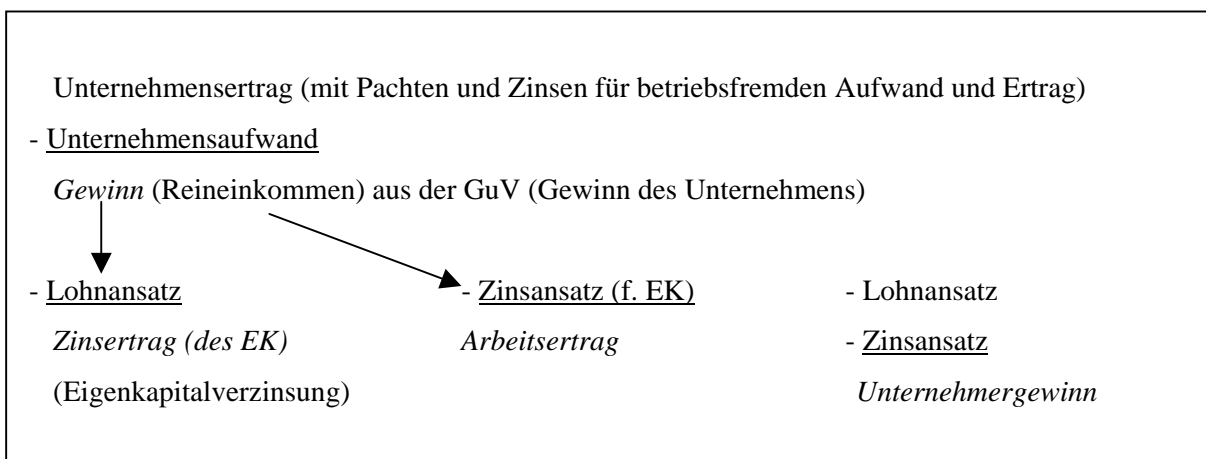 Unternehmensertrag (mit Pachten und Zinsen für betriebsfremden Aufwand und Ertrag)
- Unternehmensaufwand
Gewinn (Reineinkommen) aus der GuV (Gewinn des Unternehmens)
- Lohnansatz - Zinsansatz (f. EK) - Lohnansatz
Zinsertrag (des EK) Arbeitsertrag - Zinsansatz
(Eigenkapitalverzinsung) Unternehmergewinn